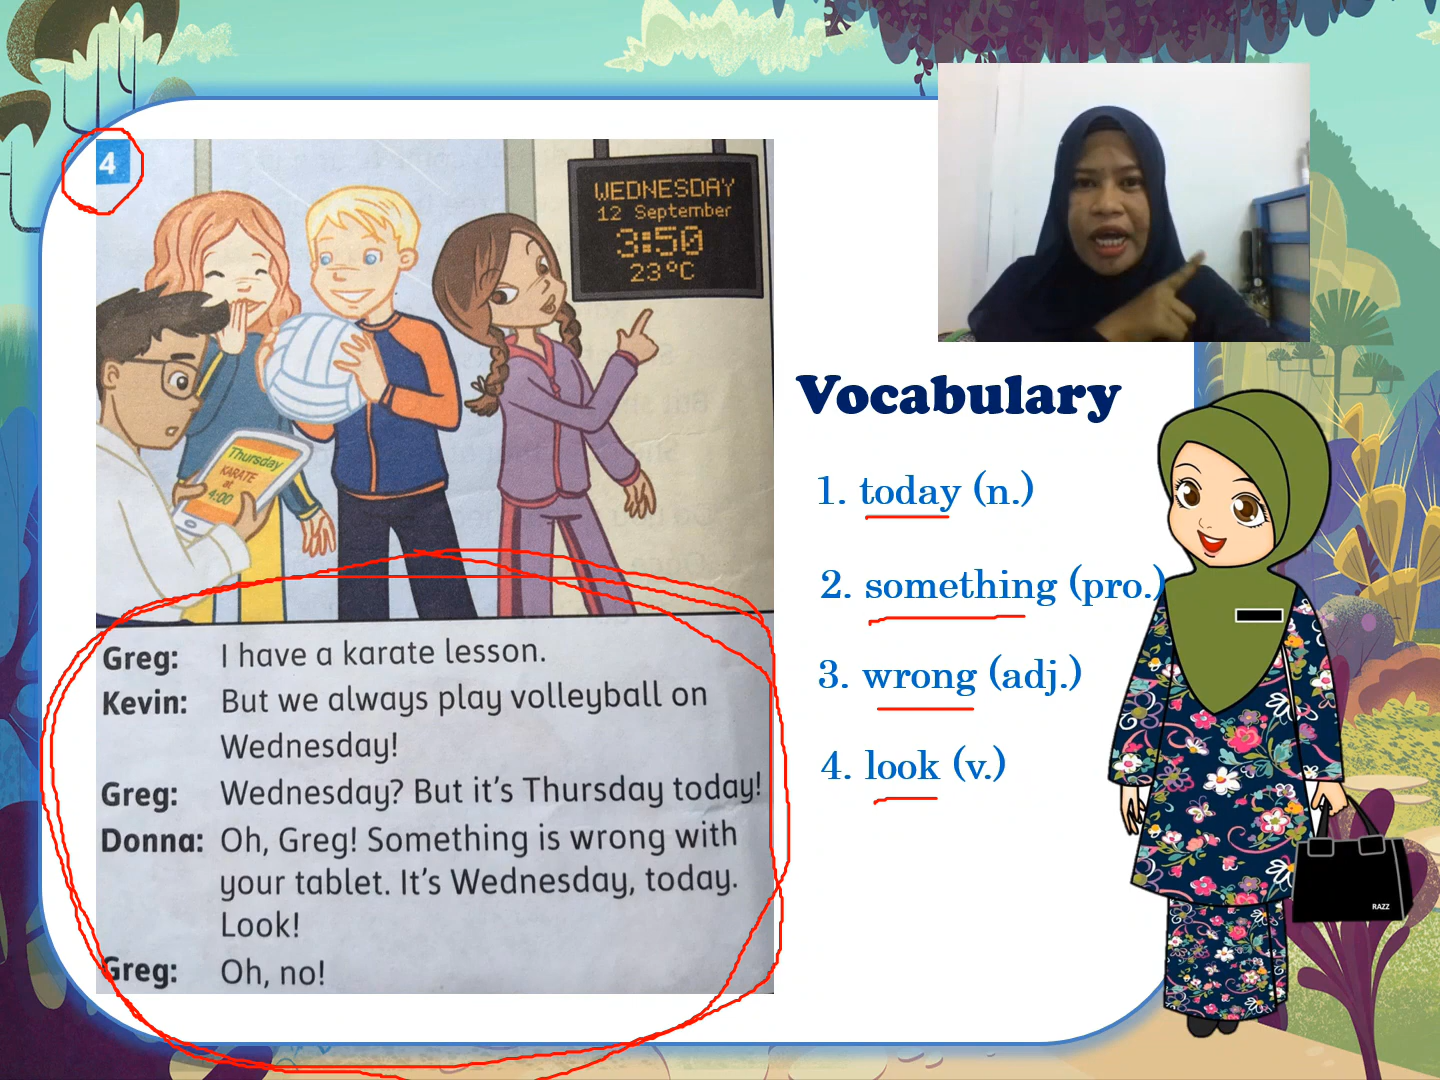 4
WEDNESDAY
12 September
3:50
23°C
Thursday
KARATE
at
4:00
Greg: I have a karate lesson.
Kevin: But we always play volleyball on
Wednesday!
Greg: Wednesday? But it's Thursday today!
Donna: Oh, Greg! Something is wrong with
your tablet. It's Wednesday, today.
Look!
Greg: Oh, no!
Vocabulary
1. today (n.)
2. something (pro.)
3. wrong (adj.)
4. look (v.)
RAZZ